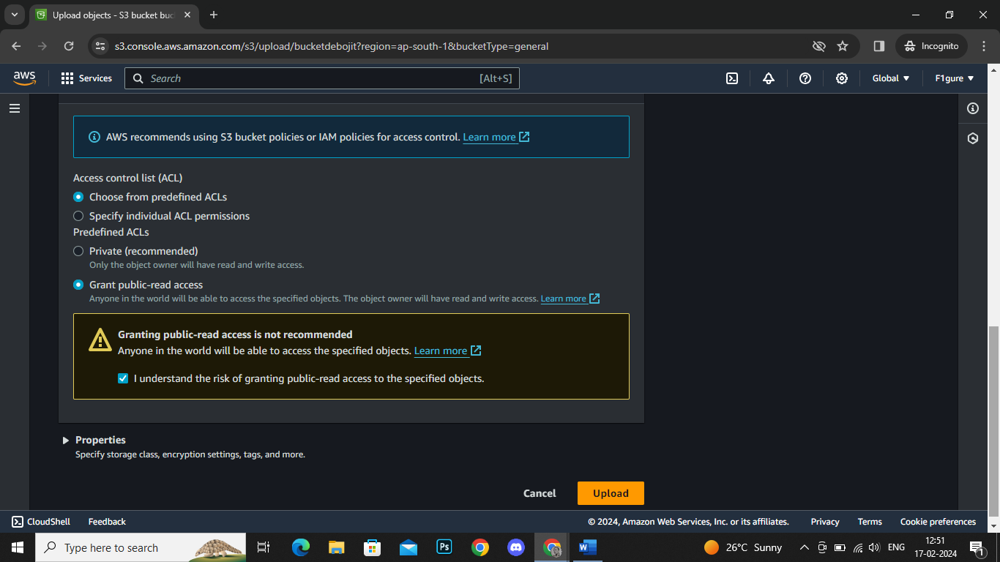 Upload objects - S3 bucket buc
s3.console.aws.amazon.com/s3/upload/bucketdebojit?region=ap-south-1&bucketType=general
Incognito
aws
Services
Search
[Alt+S]
Global
F1gure
AWS recommends using S3 bucket policies or IAM policies for access control. Learn more
Access control list (ACL)
Choose from predefined ACLs
Specify individual ACL permissions
Predefined ACLs
Private (recommended)
Only the object owner will have read and write access.
Grant public-read access
Anyone in the world will be able to access the specified objects. The object owner will have read and write access. Learn more
Granting public-read access is not recommended
Anyone in the world will be able to access the specified objects. Learn more
I understand the risk of granting public-read access to the specified objects.
Properties
Specify storage class, encryption settings, tags, and more.
Cancel
Upload
CloudShell
Feedback
© 2024, Amazon Web Services, Inc. or its affiliates.
Privacy
Terms
Cookie preferences
Type here to search
Ps
W
26°C Sunny
ENG
12:51
17-02-2024
1